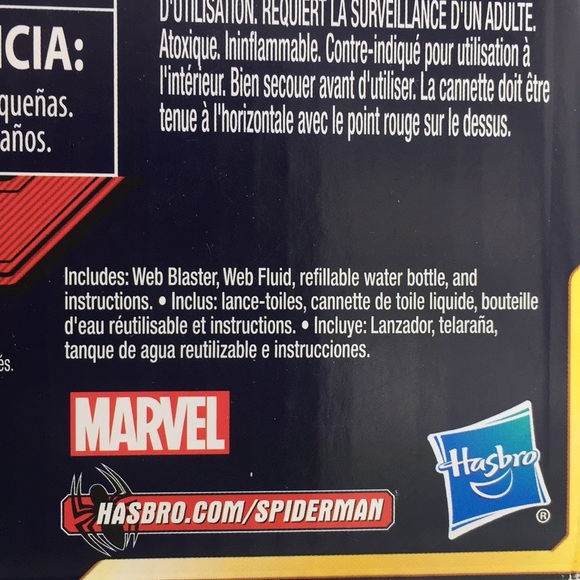 D'UTILISATION. REQUIERT LA SURVEILLANCE D'UN ADULTE.
Atoxique. Ininflammable. Contre-indiqué pour utilisation à
l'intérieur. Bien secouer avant d'utiliser. La cannette doit être
tenue à l'horizontale avec le point rouge sur le dessus.
CIA:
queñas.
años.
Includes: Web Blaster, Web Fluid, refillable water bottle, and
instructions. • Inclus: lance-toiles, cannette de toile liquide, bouteille
d'eau réutilisable et instructions. • Incluye: Lanzador, telaraña,
tanque de agua reutilizable e instrucciones.
és.
MARVEL
Hasbro
®
HASBRO.COM/SPIDERMAN